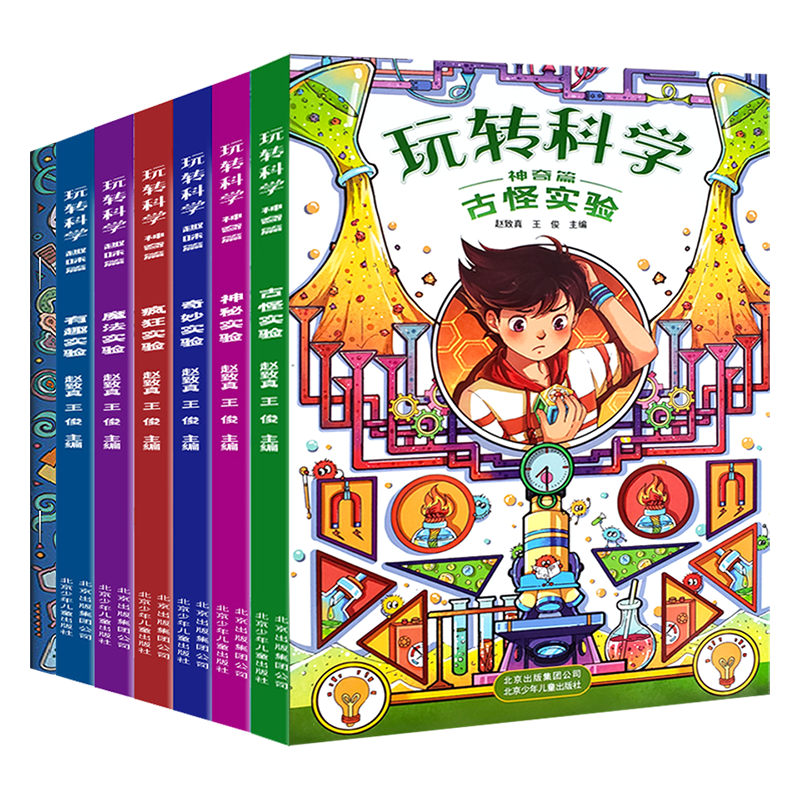 玩转科学
神奇篇
古怪实验
赵致真 王俊 主编
北京出版集团公司
北京少年儿童出版社
玩转科学 趣味篇
有趣实验
赵致真 王俊 主编
北京出版集团公司
北京少年儿童出版社
玩转科学 趣味篇
魔法实验
赵致真 王俊 主编
北京出版集团公司
北京少年儿童出版社
玩转科学 神奇篇
疯狂实验
赵致真 王俊 主编
北京出版集团公司
北京少年儿童出版社
玩转科学 趣味篇
奇妙实验
赵致真 王俊 主编
北京出版集团公司
北京少年儿童出版社
玩转科学 神奇篇
神秘实验
赵致真 王俊 主编
北京出版集团公司
北京少年儿童出版社
玩转科学 神奇篇
古怪实验
赵致真 王俊 主编
北京出版集团公司
北京少年儿童出版社